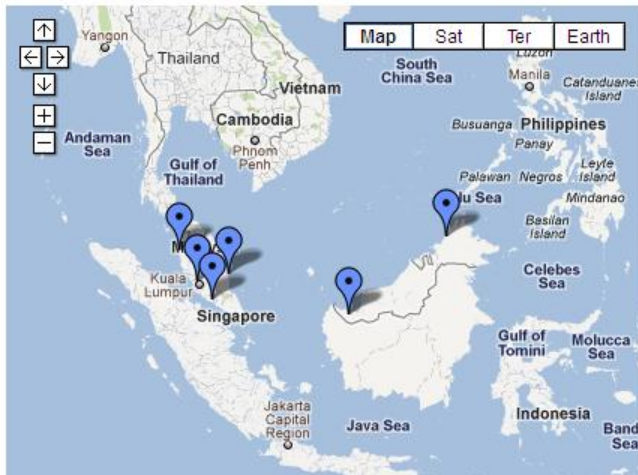 Yangon
Thailand
Map
Sat
Ter
Earth
South
China Sea
Luzon
Manila
Catanduanes
Island
Vietnam
Cambodia
Phnom
Penh
Andaman
Sea
Gulf of
Thailand
Busuanga
Philippines
Panay
Palawan
Negros
Leyte
Island
Mindanao
lu Sea
Basilan
Island
Kuala
Lumpur
Singapore
Celebes
Sea
Gulf of
Tomini
Molucca
Sea
Jakarta
Capital
Region
Java Sea
Indonesia
Band
Sea